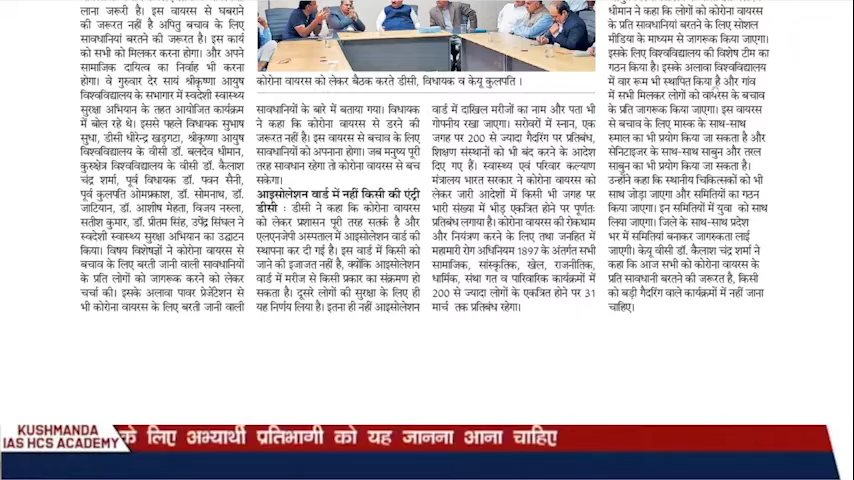 लाना जरूरी है। इस वायरस से घबराने
की जरूरत नहीं है अपितु बचाव के लिए
सावधानियां बरतने की जरूरत है। इस कार्य
को सभी को मिलकर करना होगा। और अपने
सामाजिक दायित्व का निर्वाह भी करना
होगा। वे गुरुवार देर सायं श्रीकृष्णा आयुष
विश्वविद्यालय के सभागार में स्वदेशी स्वास्थ्य
सुरक्षा अभियान के तहत आयोजित कार्यक्रम
में बोल रहे थे। इससे पहले विधायक सुभाष
सुधा, डीसी धीरेन्द्र खड़गटा, श्रीकृष्णा आयुष
विश्वविद्यालय के वीसी डॉ. बलदेव धीमान,
कुरुक्षेत्र विश्वविद्यालय के वीसी डॉ. कैलाश
चंद्र शर्मा, पूर्व विधायक डॉ. पवन सैनी,
पूर्व कुलपति ओमप्रकाश, डॉ. सोमनाथ, डॉ.
जाटियान, डॉ. आशीष मेहता, विजय नरुला,
सतीश कुमार, डॉ. प्रीतम सिंह, उपेंद्र सिंघल ने
स्वदेशी स्वास्थ्य सुरक्षा अभियान का उद्घाटन
किया। विषय विशेषज्ञों ने कोरोना वायरस से
बचाव के लिए बरती जानी वाली सावधानियों
के प्रति लोगों को जागरूक करने को लेकर
चर्चा की। इसके अलावा पावर प्रेजेंटेशन से
भी कोरोना वायरस के लिए बरती जानी वाली
कोरोना वायरस को लेकर बैठक करते डीसी, विधायक व केयू कुलपति ।
सावधानियों के बारे में बताया गया। विधायक
ने कहा कि कोरोना वायरस से डरने की
जरूरत नहीं है। इस वायरस से बचाव के लिए
सावधानियों को अपनाना होगा। जब मनुष्य पूरी
तरह सावधान रहेगा तो कोरोना वायरस से बच
सकेगा।
आइसोलेशन वार्ड में नहीं किसी की एंट्री
डीसी : डीसी ने कहा कि कोरोना वायरस
को लेकर प्रशासन पूरी तरह सतर्क है और
एलएनजेपी अस्पताल में आइसोलेशन वार्ड की
स्थापना कर दी गई है। इस वार्ड में किसी को
जाने की इजाजत नहीं है, क्योंकि आइसोलेशन
वार्ड में मरीज से किसी प्रकार का संक्रमण हो
सकता है। दूसरे लोगों की सुरक्षा के लिए ही
यह निर्णय लिया है। इतना ही नहीं आइसोलेशन
वार्ड में दाखिल मरीजों का नाम और पता भी
गोपनीय रखा जाएगा। सरोवरों में स्नान, एक
जगह पर 200 से ज्यादा गैदरिंग पर प्रतिबंध,
शिक्षण संस्थानों को भी बंद करने के आदेश
दिए गए हैं। स्वास्थ्य एवं परिवार कल्याण
मंत्रालय भारत सरकार ने कोरोना वायरस को
लेकर जारी आदेशों में किसी भी जगह पर
भारी संख्या में भीड़ एकत्रित होने पर पूर्णतः
प्रतिबंध लगाया है। कोरोना वायरस की रोकथाम
और नियंत्रण करने के लिए तथा जनहित में
महामारी रोग अधिनियम 1897 के अंतर्गत सभी
सामाजिक, सांस्कृतिक, खेल, राजनीतिक,
धार्मिक, संधा गत व पारिवारिक कार्यक्रमों में
200 से ज्यादा लोगों के एकत्रित होने पर 31
मार्च तक प्रतिबंध रहेगा।
धीमान ने कहा कि लोगों को कोरोना वायरस
के प्रति सावधानियां बरतने के लिए सोशल
मीडिया के माध्यम से जागरूक किया जाएगा।
इसके लिए विश्वविद्यालय की विशेष टीम का
गठन किया है। इसके अलावा विश्वविद्यालय
में वार रूम भी स्थापित किया है और गांव
में सभी मिलकर लोगों को वायरस के बचाव
के प्रति जागरूक किया जाएगा। इस वायरस
से बचाव के लिए मास्क के साथ-साथ
रुमाल का भी प्रयोग किया जा सकता है और
सेनिटाइजर के साथ-साथ साबुन और तरल
साबुन का भी प्रयोग किया जा सकता है।
उन्होंने कहा कि स्थानीय चिकित्सकों को भी
साथ जोड़ा जाएगा और समितियों का गठन
किया जाएगा। इन समितियों में युवा को साथ
लिया जाएगा। जिले के साथ-साथ प्रदेश
भर में समितियां बनाकर जागरुकता लाई
जाएगी। केयू वीसी डॉ. कैलाश चंद्र शर्मा ने
कहा कि आज सभी को कोरोना वायरस के
प्रति सावधानी बरतने की जरूरत है, किसी
को बड़ी गैदरिंग वाले कार्यक्रमों में नहीं जाना
चाहिए।
KUSHMANDA
IAS HCS ACADEMY
के लिए अभ्यार्थी प्रतिभागी को यह जानना आना चाहिए